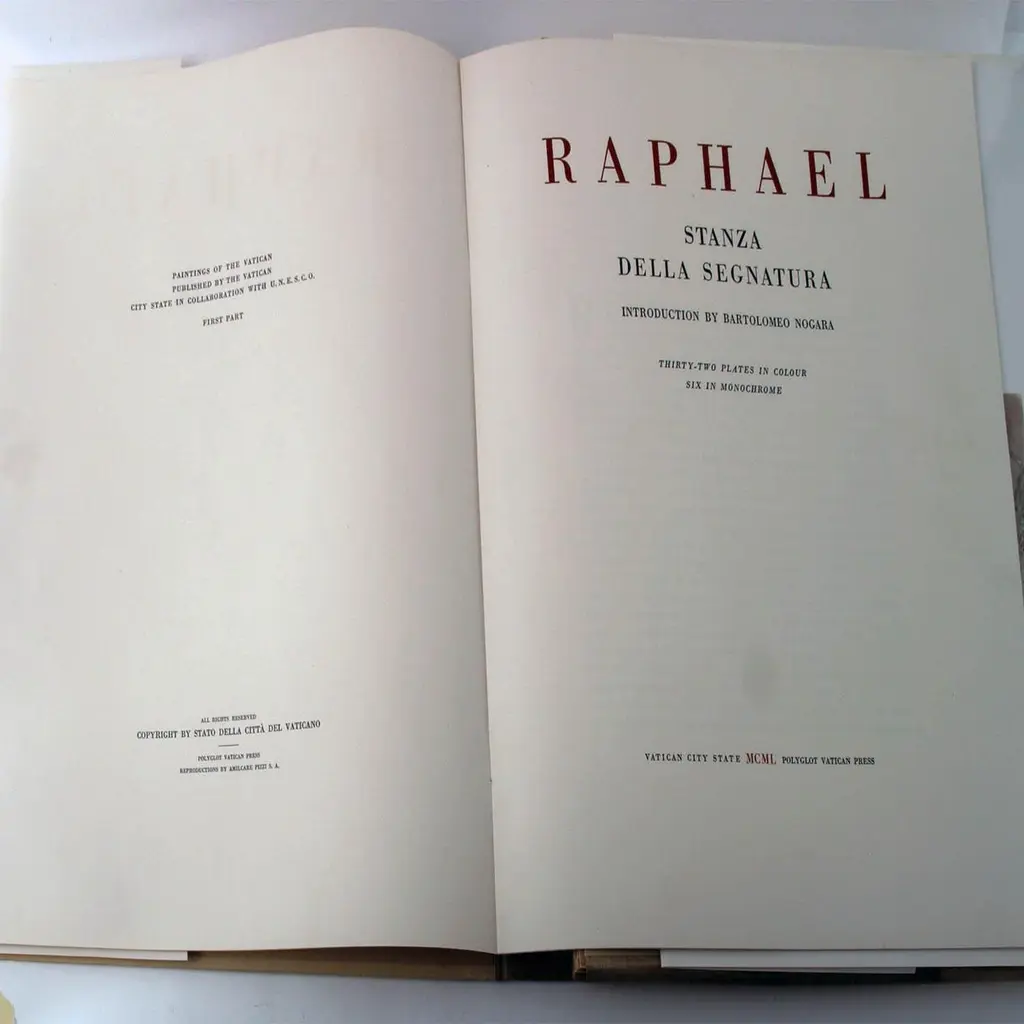 PAINTINGS OF THE VATICAN
PUBLISHED BY THE VATICAN
CITY STATE IN COLLABORATION WITH U.N.E.S.C.O.
FIRST PART
ALL RIGHTS RESERVED
COPYRIGHT BY STATO DELLA CITTÀ DEL VATICANO
POLYGLOT VATICAN PRESS
REPRODUCTIONS BY AMILCARE PIZZI S. A.
RAPHAEL
STANZA
DELLA SEGNATURA
INTRODUCTION BY BARTOLOMEO NOGARA
THIRTY-TWO PLATES IN COLOUR
SIX IN MONOCHROME
VATICAN CITY STATE MCML POLYGLOT VATICAN PRESS